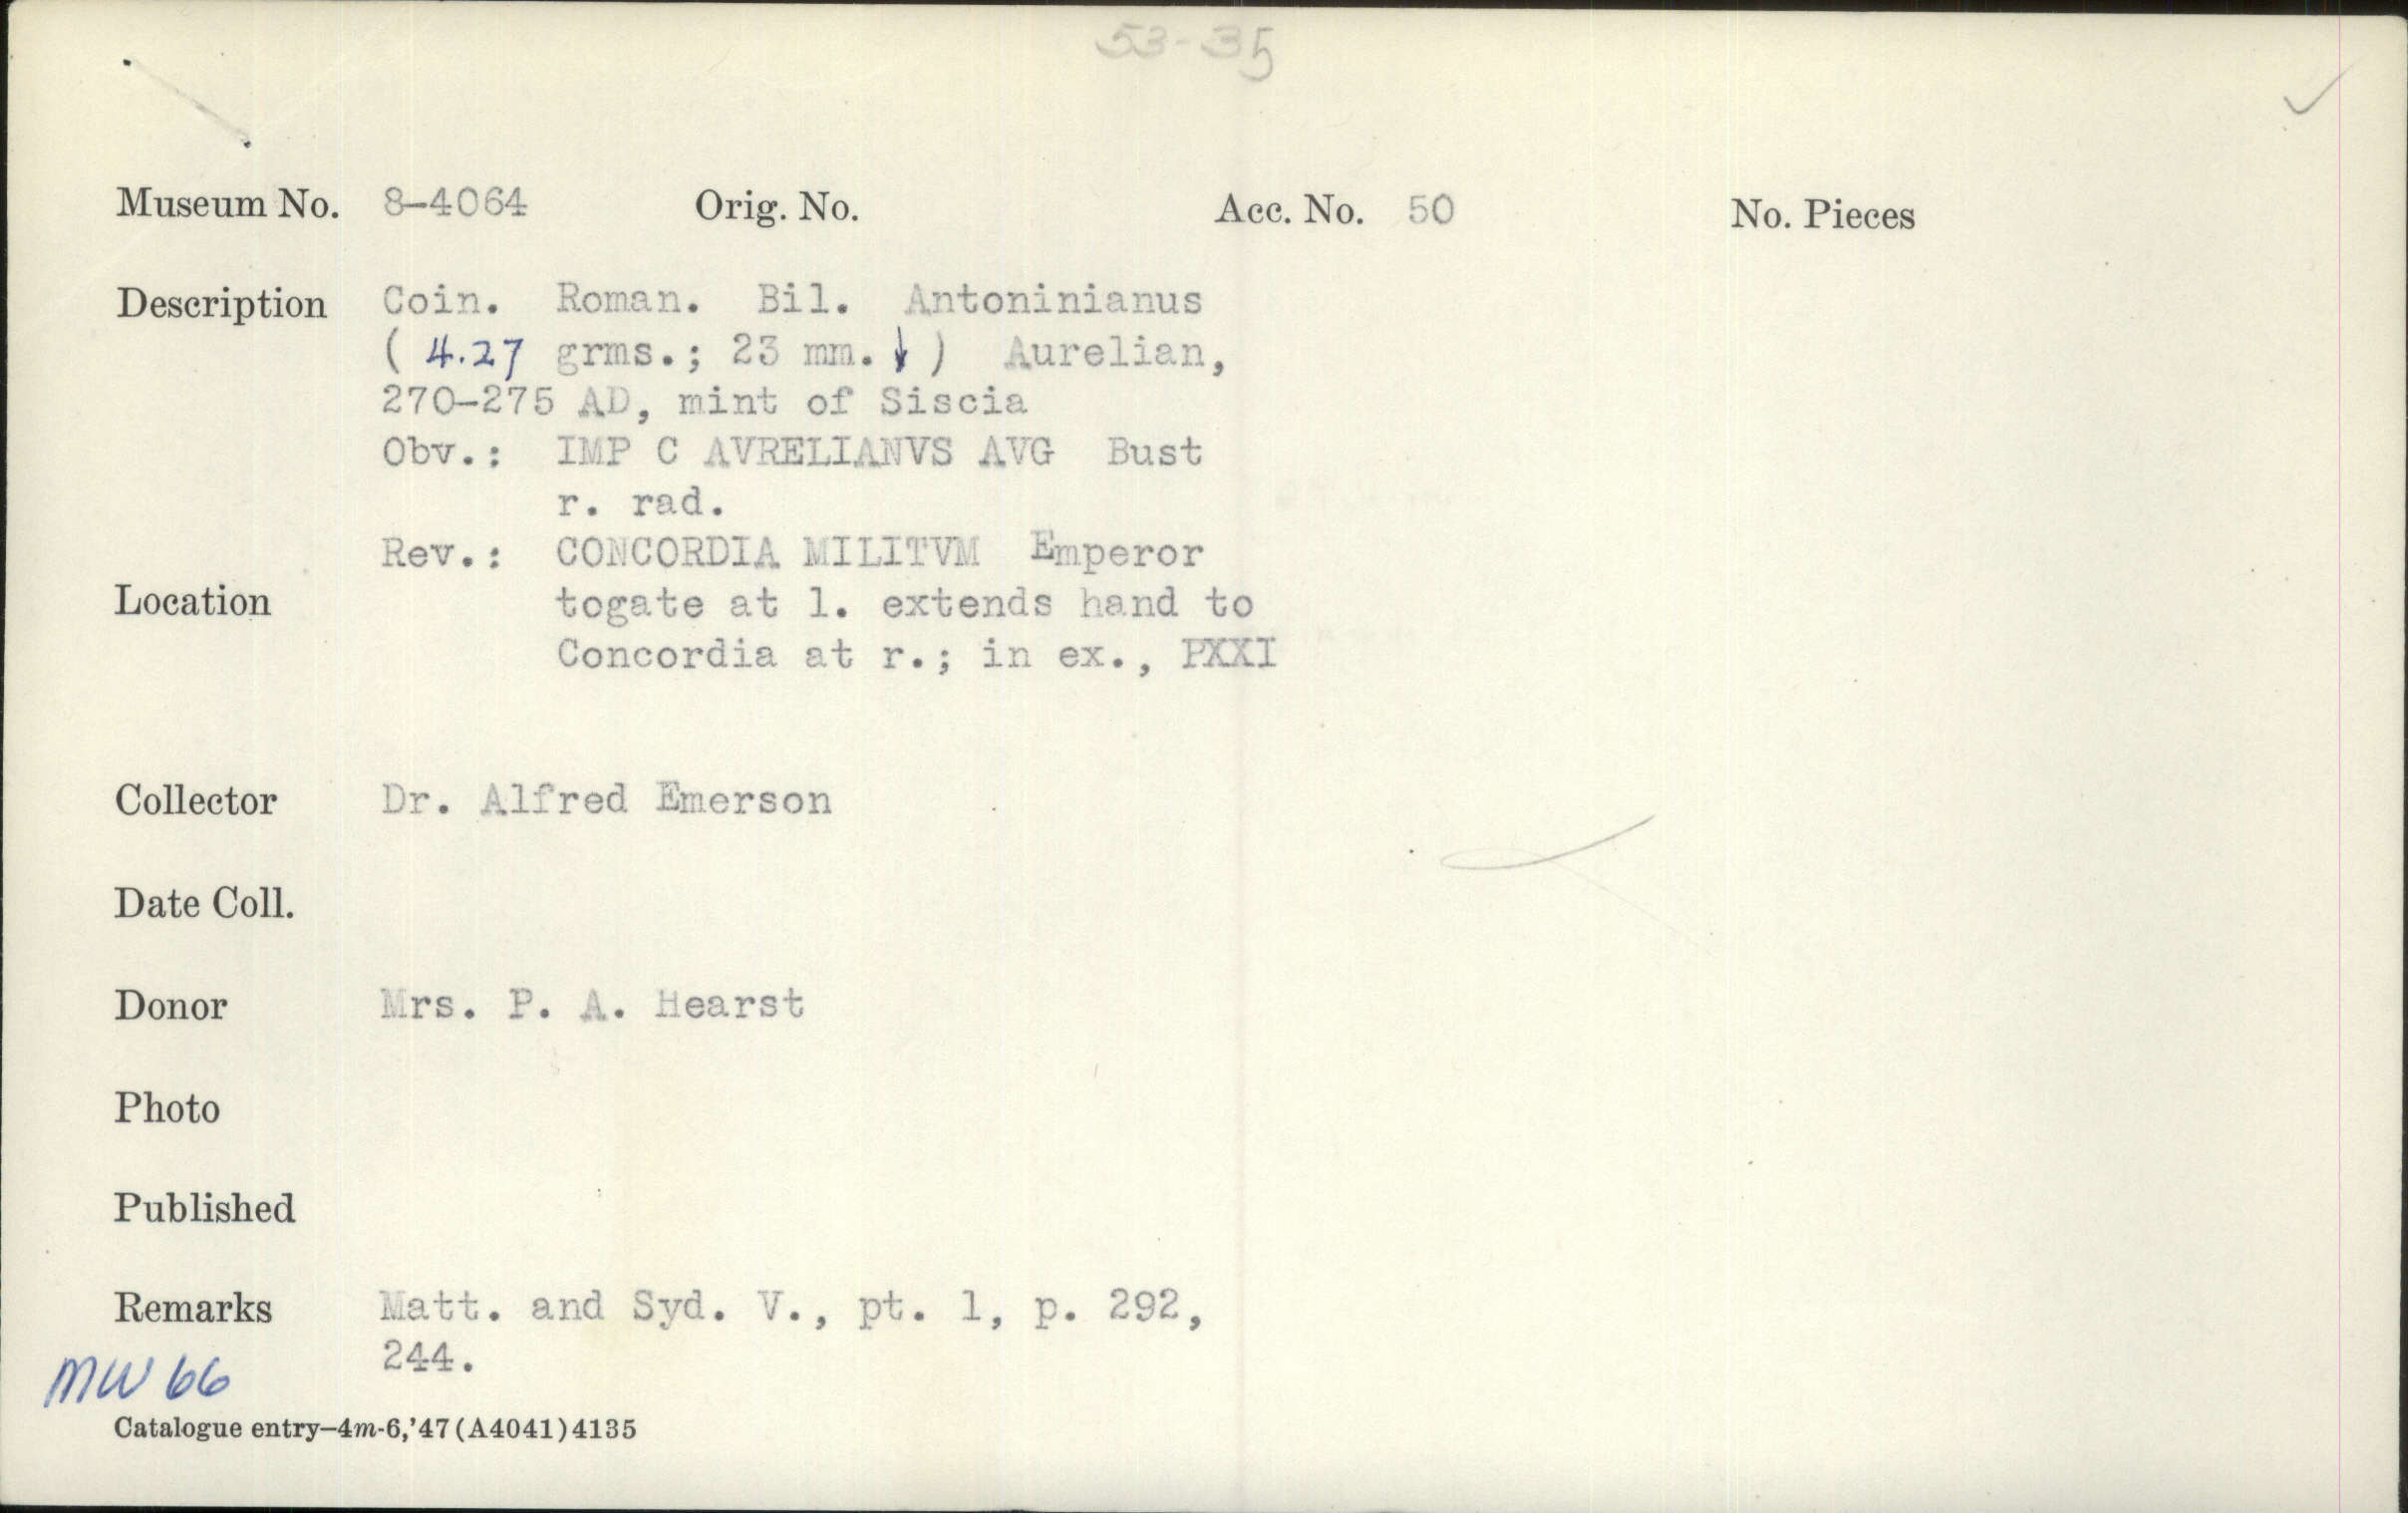 53-35
Museum No. 8-4064 Orig. No. Acc. No. 50 No. Pieces
Description Coin. Roman. Bil. Antoninianus
( 4.27 grms.; 23 mm.↓ ) Aurelian,
270-275 AD, mint of Siscia
Obv.: IMP C AVRELIANVS AVG Bust
r. rad.
Rev.: CONCORDIA MILITVM Emperor
Location togate at l. extends hand to
Concordia at r.; in ex., PXXI
Collector Dr. Alfred Emerson
Date Coll.
Donor Mrs. P. A. Hearst
Photo
Published
Remarks Matt. and Syd. V., pt. 1, p. 292,
244.
MW 66
Catalogue entry—4m-6,'47(A4041)4135